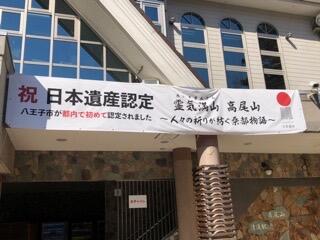 祝 日本遺産認定
八王子市が都内で初めて認定されました
霊気満山 高尾山
～人々の祈りが紡ぐ桑都物語～